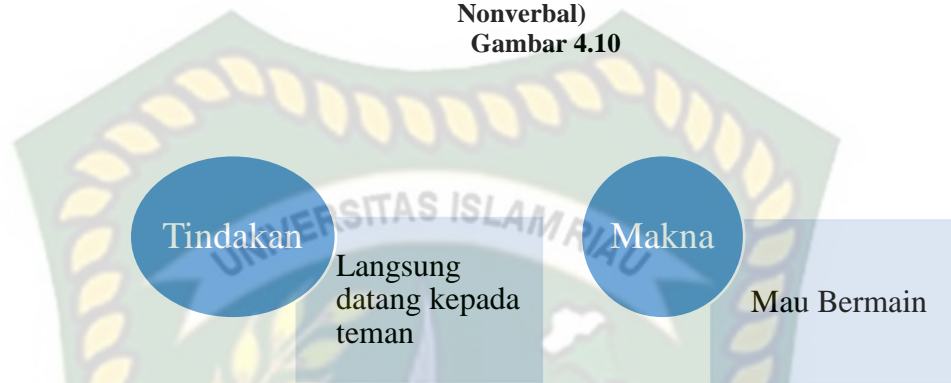 Nonverbal)
Gambar 4.10
UNIVERSITAS ISLAM RIAU
Tindakan
Langsung
datang kepada
teman
Makna
Mau Bermain